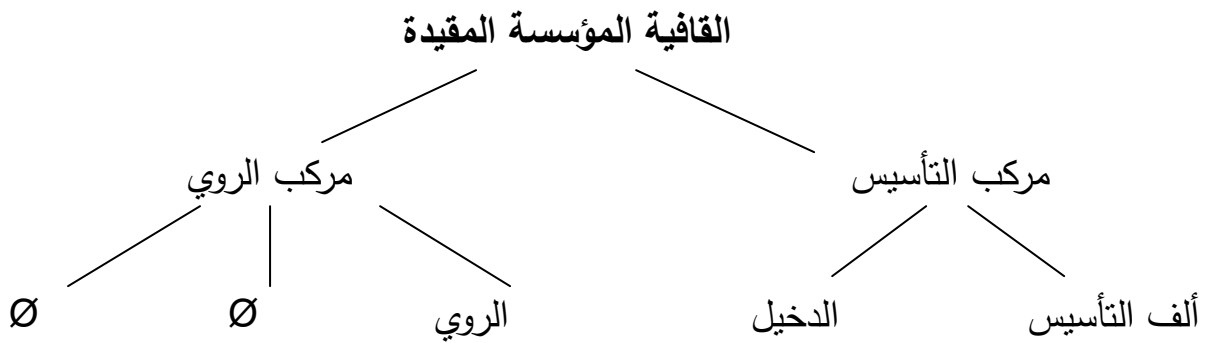 القافية المؤسسة المقيدة
مركب التأسيس مركب الروي
ألف التأسيس الدخيل الروي Ø Ø